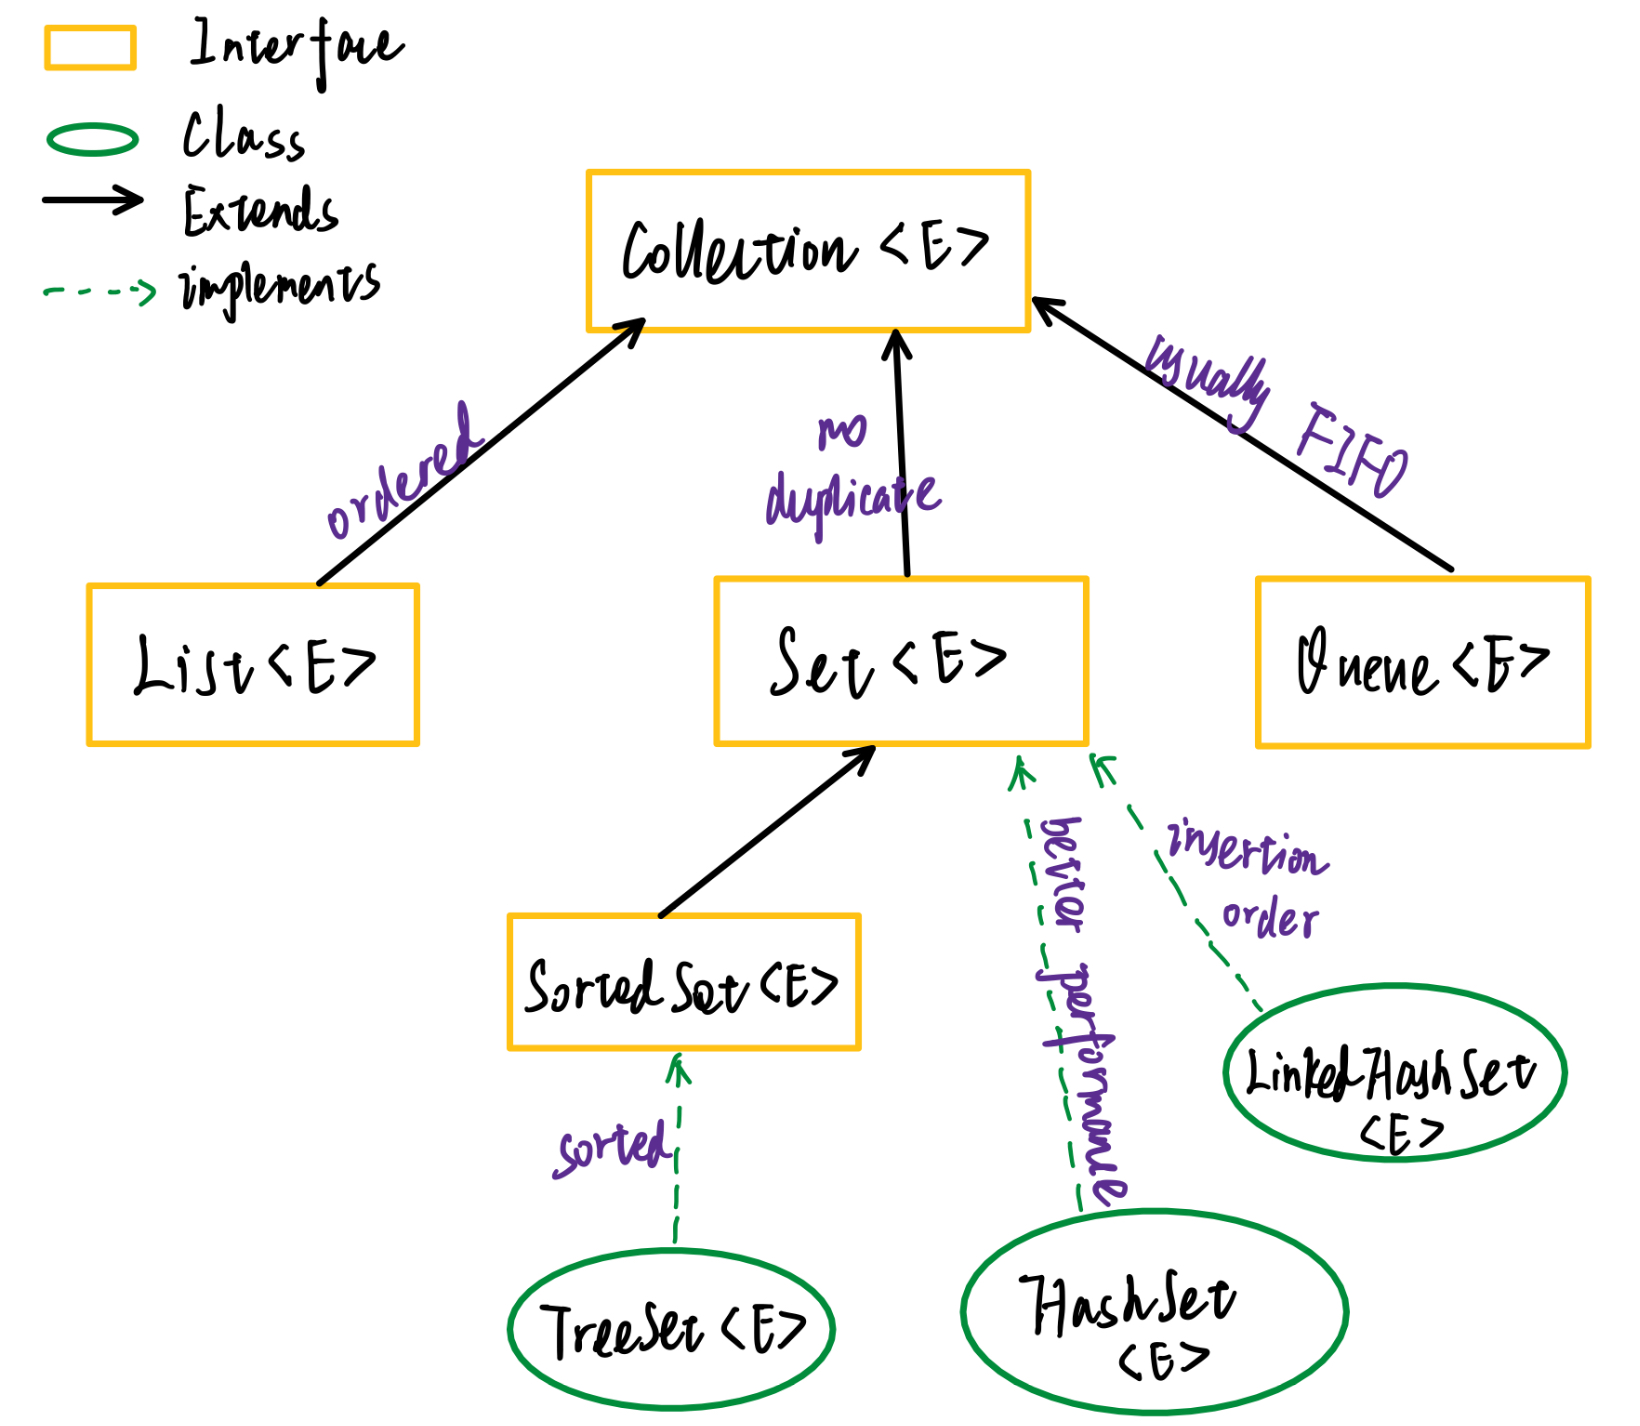 Interface
Class
Extends
implements
Collection <E>
ordered
no
duplicate
usually FIFO
List <E>
Set <E>
Queue <E>
better performance
insertion
order
SortedSet <E>
LinkedHashSet
<E>
sorted
TreeSet <E>
HashSet
<E>